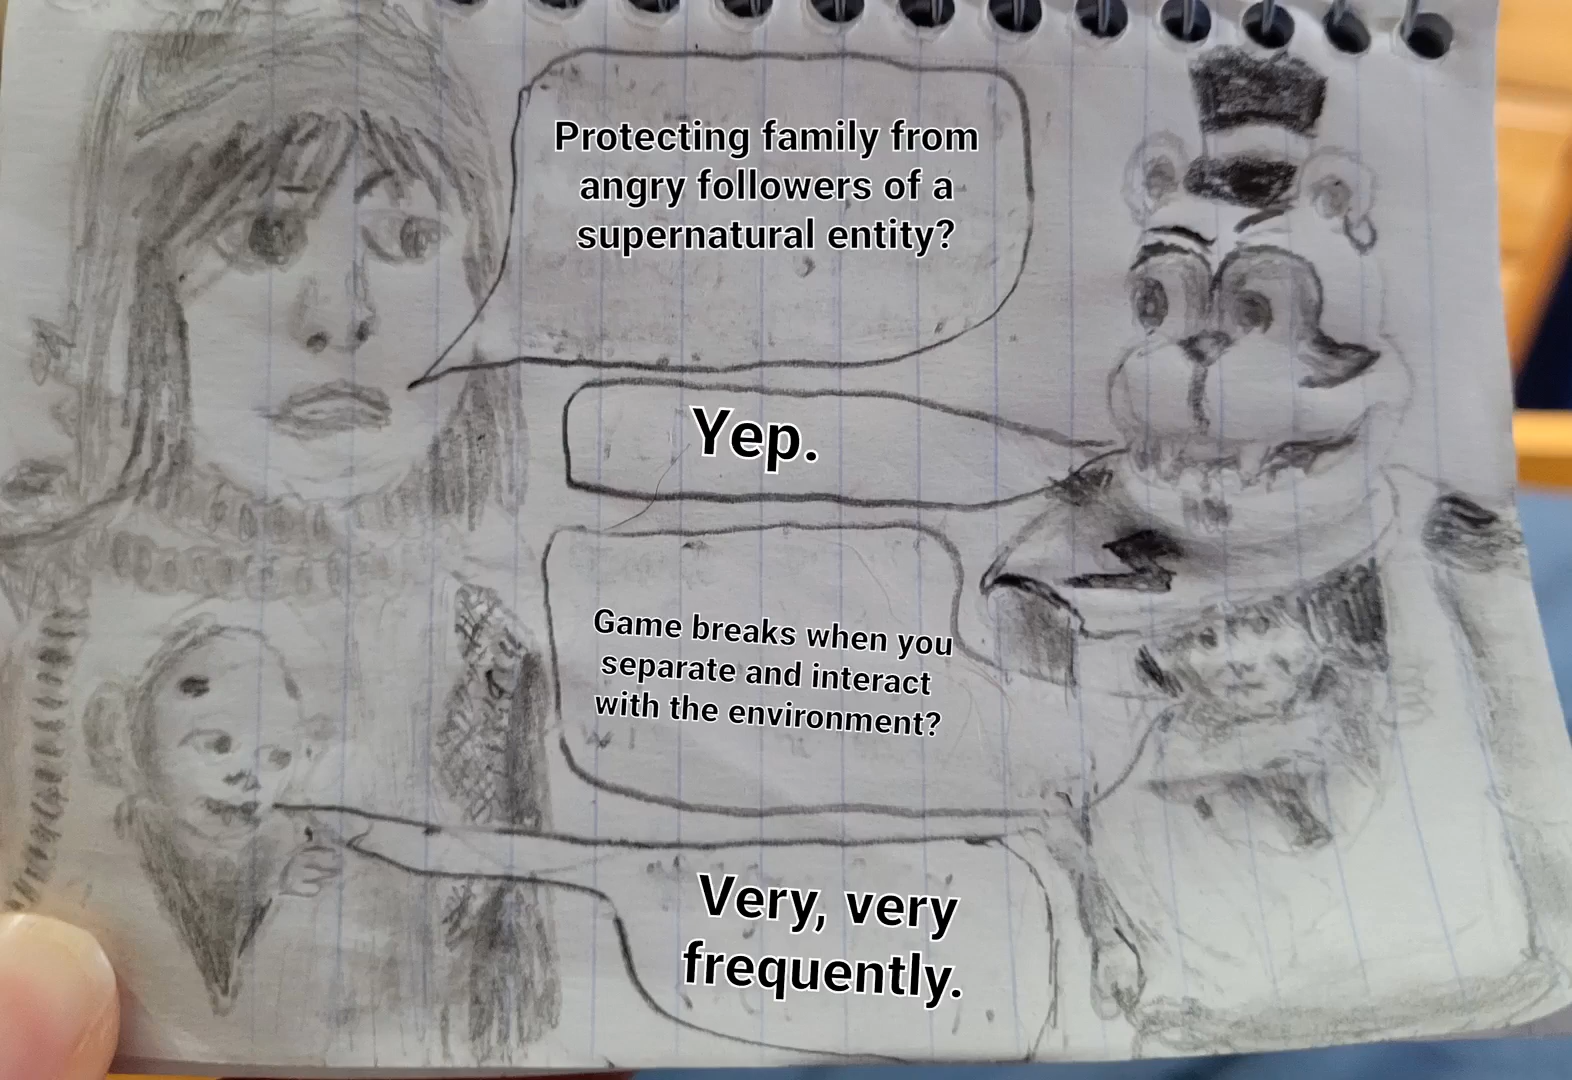 Protecting family from
angry followers of a
supernatural entity?
Yep.
Game breaks when you
separate and interact
with the environment?
Very, very
frequently.